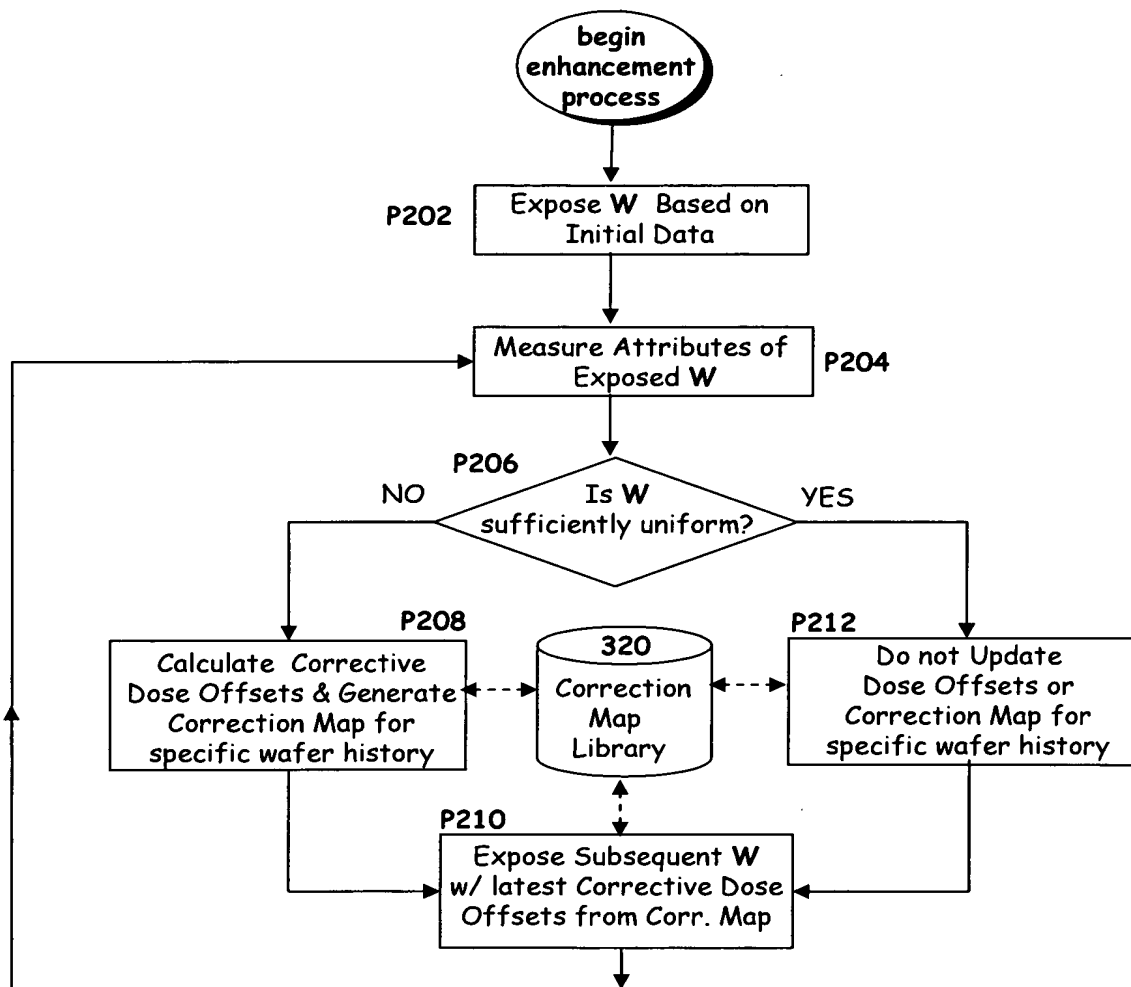 begin
enhancement
process
P202
Expose W Based on
Initial Data
Measure Attributes of
Exposed W
P204
P206
NO
Is W
sufficiently uniform?
YES
P208
Calculate Corrective
Dose Offsets & Generate
Correction Map for
specific wafer history
320
Correction
Map
Library
P212
Do not Update
Dose Offsets or
Correction Map for
specific wafer history
P210
Expose Subsequent W
w/ latest Corrective Dose
Offsets from Corr. Map